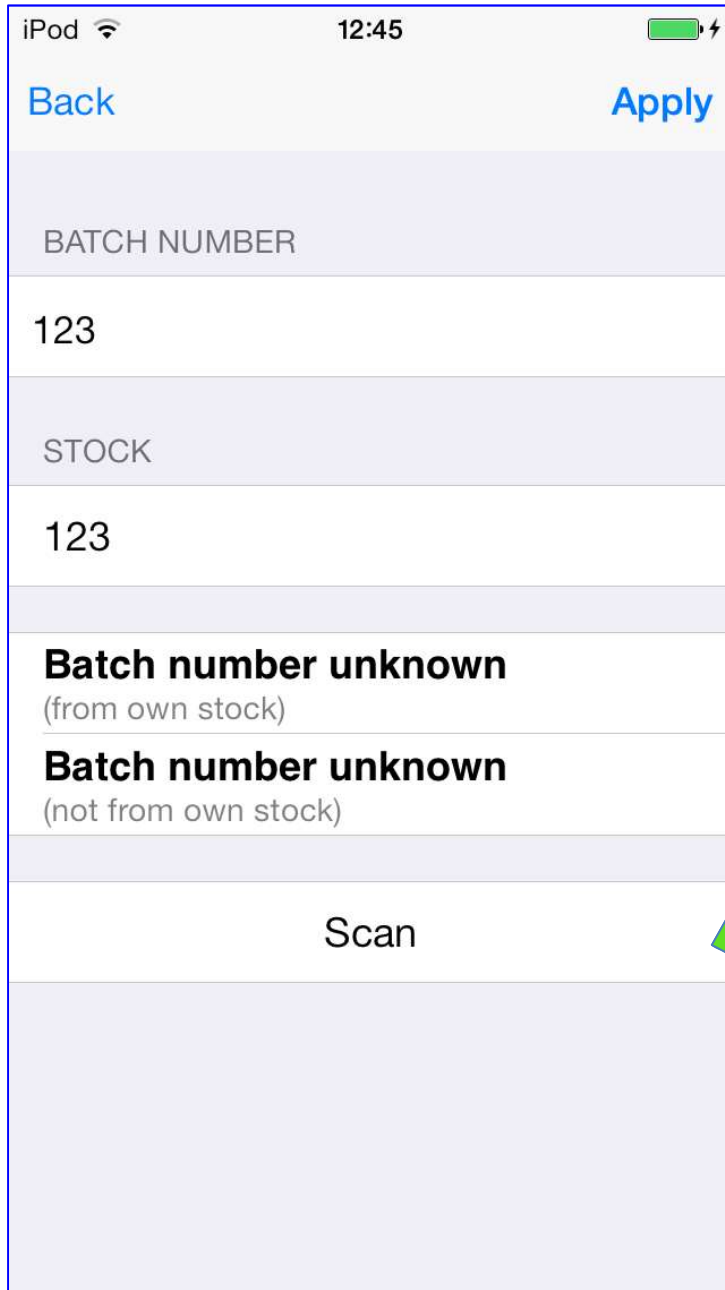 iPod 12:45
Back Apply
BATCH NUMBER
123
STOCK
123
Batch number unknown
(from own stock)
Batch number unknown
(not from own stock)
Scan